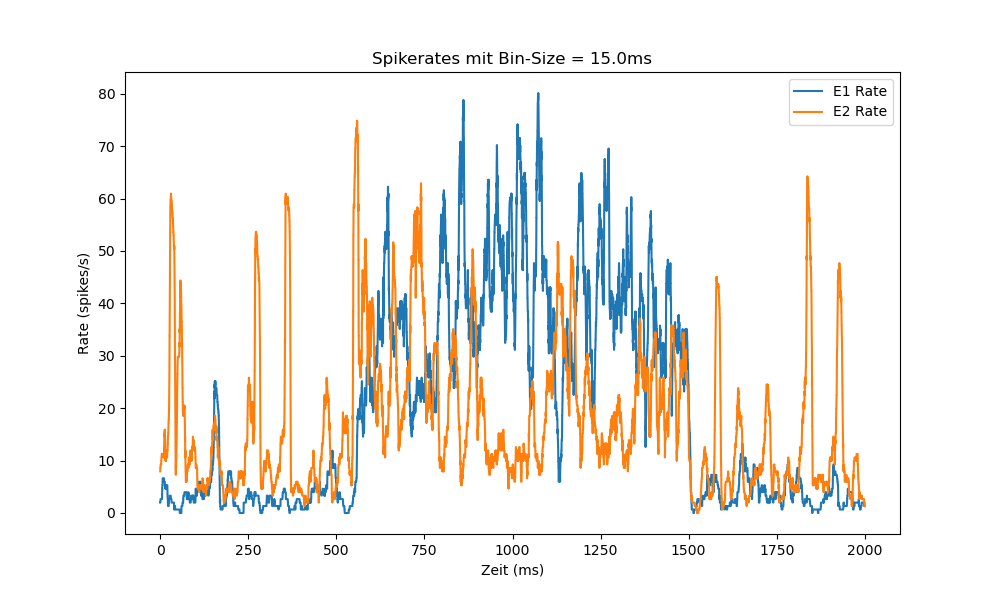 Spikerates mit Bin-Size = 15.0ms
E1 Rate
E2 Rate
Rate (spikes/s)
80
70
60
50
40
30
20
10
0
0 250 500 750 1000 1250 1500 1750 2000
Zeit (ms)